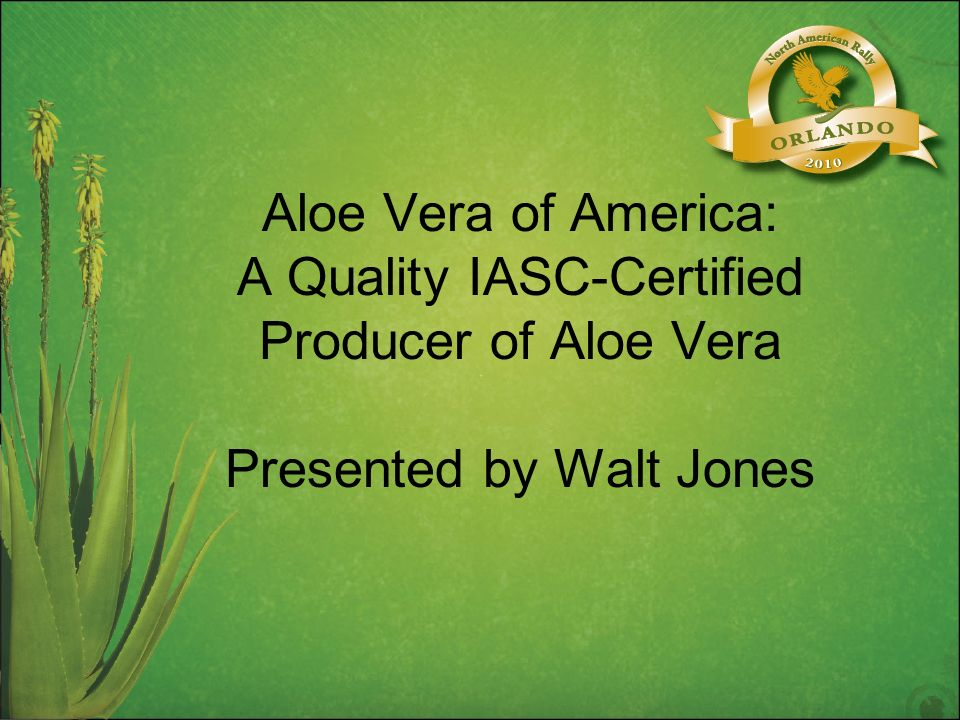 North American Rally
ORLANDO
2010
Aloe Vera of America:
A Quality IASC-Certified
Producer of Aloe Vera
Presented by Walt Jones